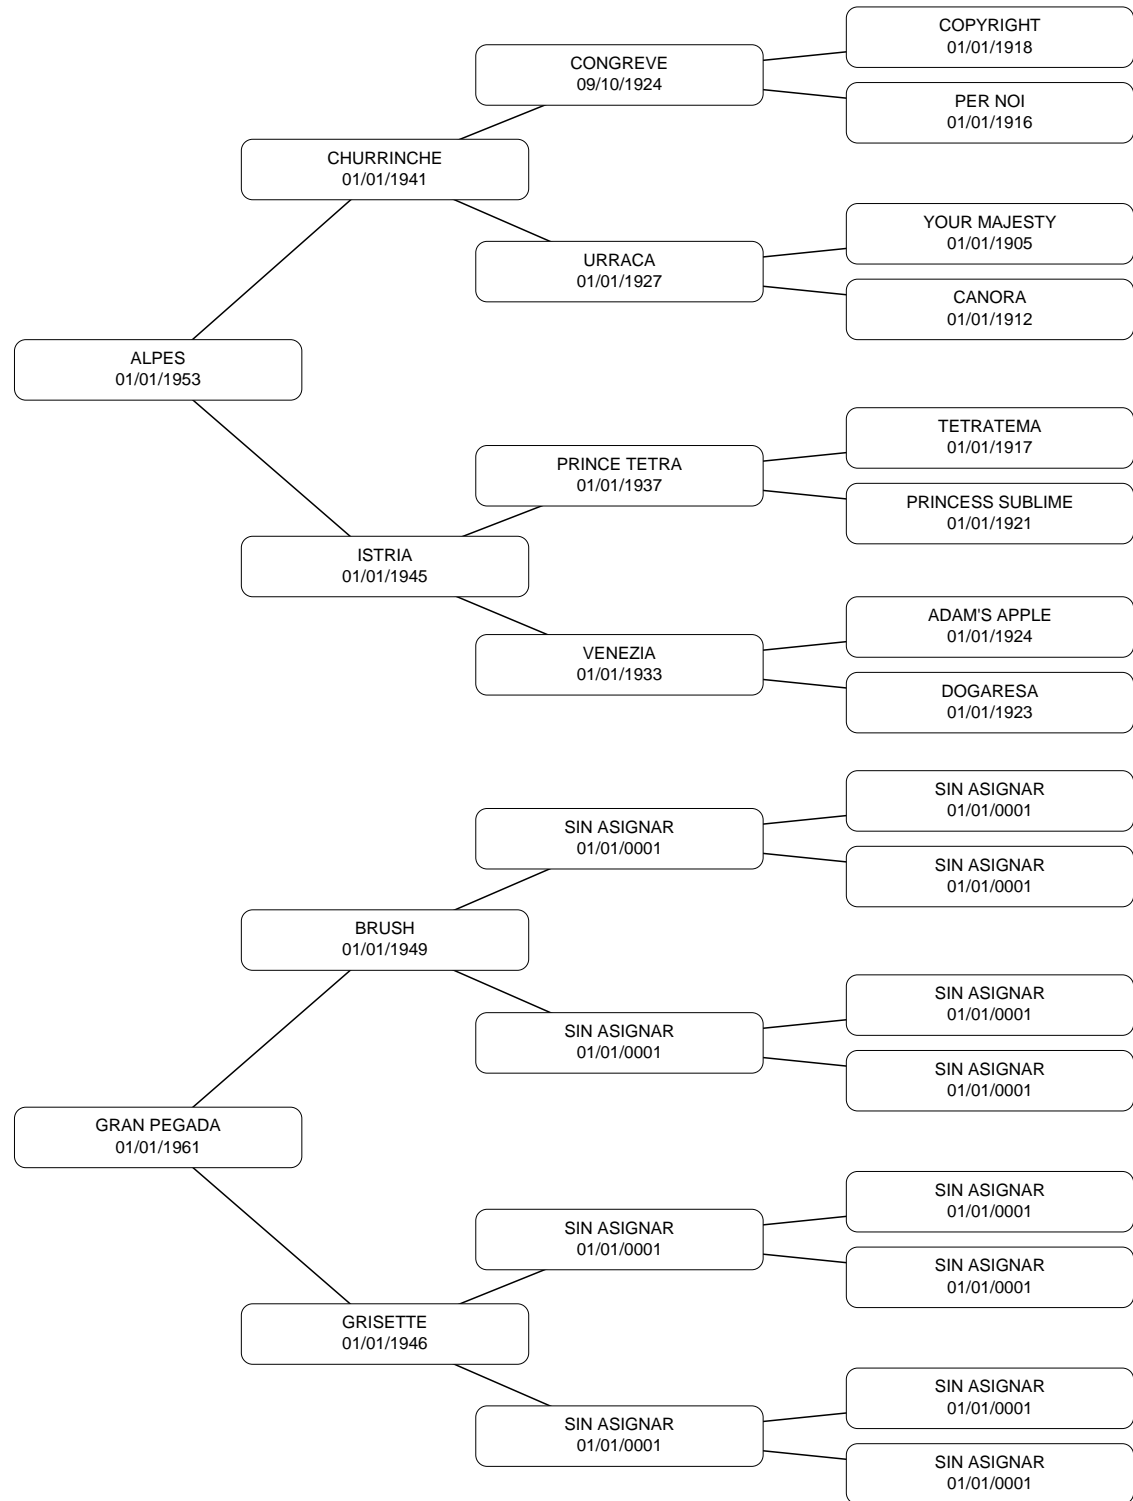 COPYRIGHT
01/01/1918
CONGREVE
09/10/1924
PER NOI
01/01/1916
CHURRINCHE
01/01/1941
YOUR MAJESTY
01/01/1905
URRACA
01/01/1927
CANORA
01/01/1912
ALPES
01/01/1953
TETRATEMA
01/01/1917
PRINCE TETRA
01/01/1937
PRINCESS SUBLIME
01/01/1921
ISTRIA
01/01/1945
ADAM'S APPLE
01/01/1924
VENEZIA
01/01/1933
DOGARESA
01/01/1923
SIN ASIGNAR
01/01/0001
SIN ASIGNAR
01/01/0001
SIN ASIGNAR
01/01/0001
BRUSH
01/01/1949
SIN ASIGNAR
01/01/0001
SIN ASIGNAR
01/01/0001
SIN ASIGNAR
01/01/0001
GRAN PEGADA
01/01/1961
SIN ASIGNAR
01/01/0001
SIN ASIGNAR
01/01/0001
SIN ASIGNAR
01/01/0001
GRISETTE
01/01/1946
SIN ASIGNAR
01/01/0001
SIN ASIGNAR
01/01/0001
SIN ASIGNAR
01/01/0001